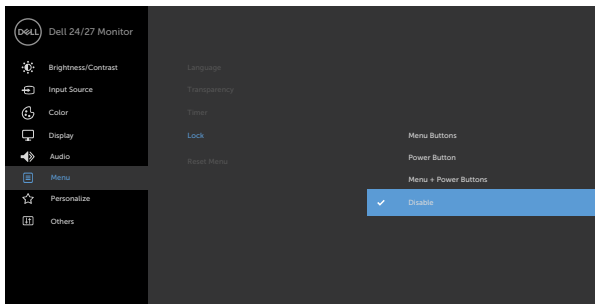 DELL
Dell 24/27 Monitor
Brightness/Contrast
Input Source
Color
Display
Audio
Menu
Personalize
Others
Language
Transparency
Timer
Lock
Reset Menu
Menu Buttons
Power Button
Menu + Power Buttons
Disable